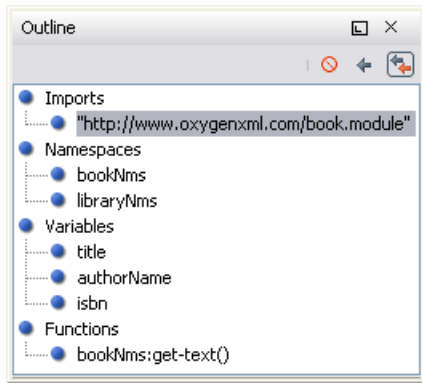 Outline
Imports
"http://www.oxygenxml.com/book.module"
Namespaces
bookNms
libraryNms
Variables
title
authorName
isbn
Functions
bookNms:get-text()